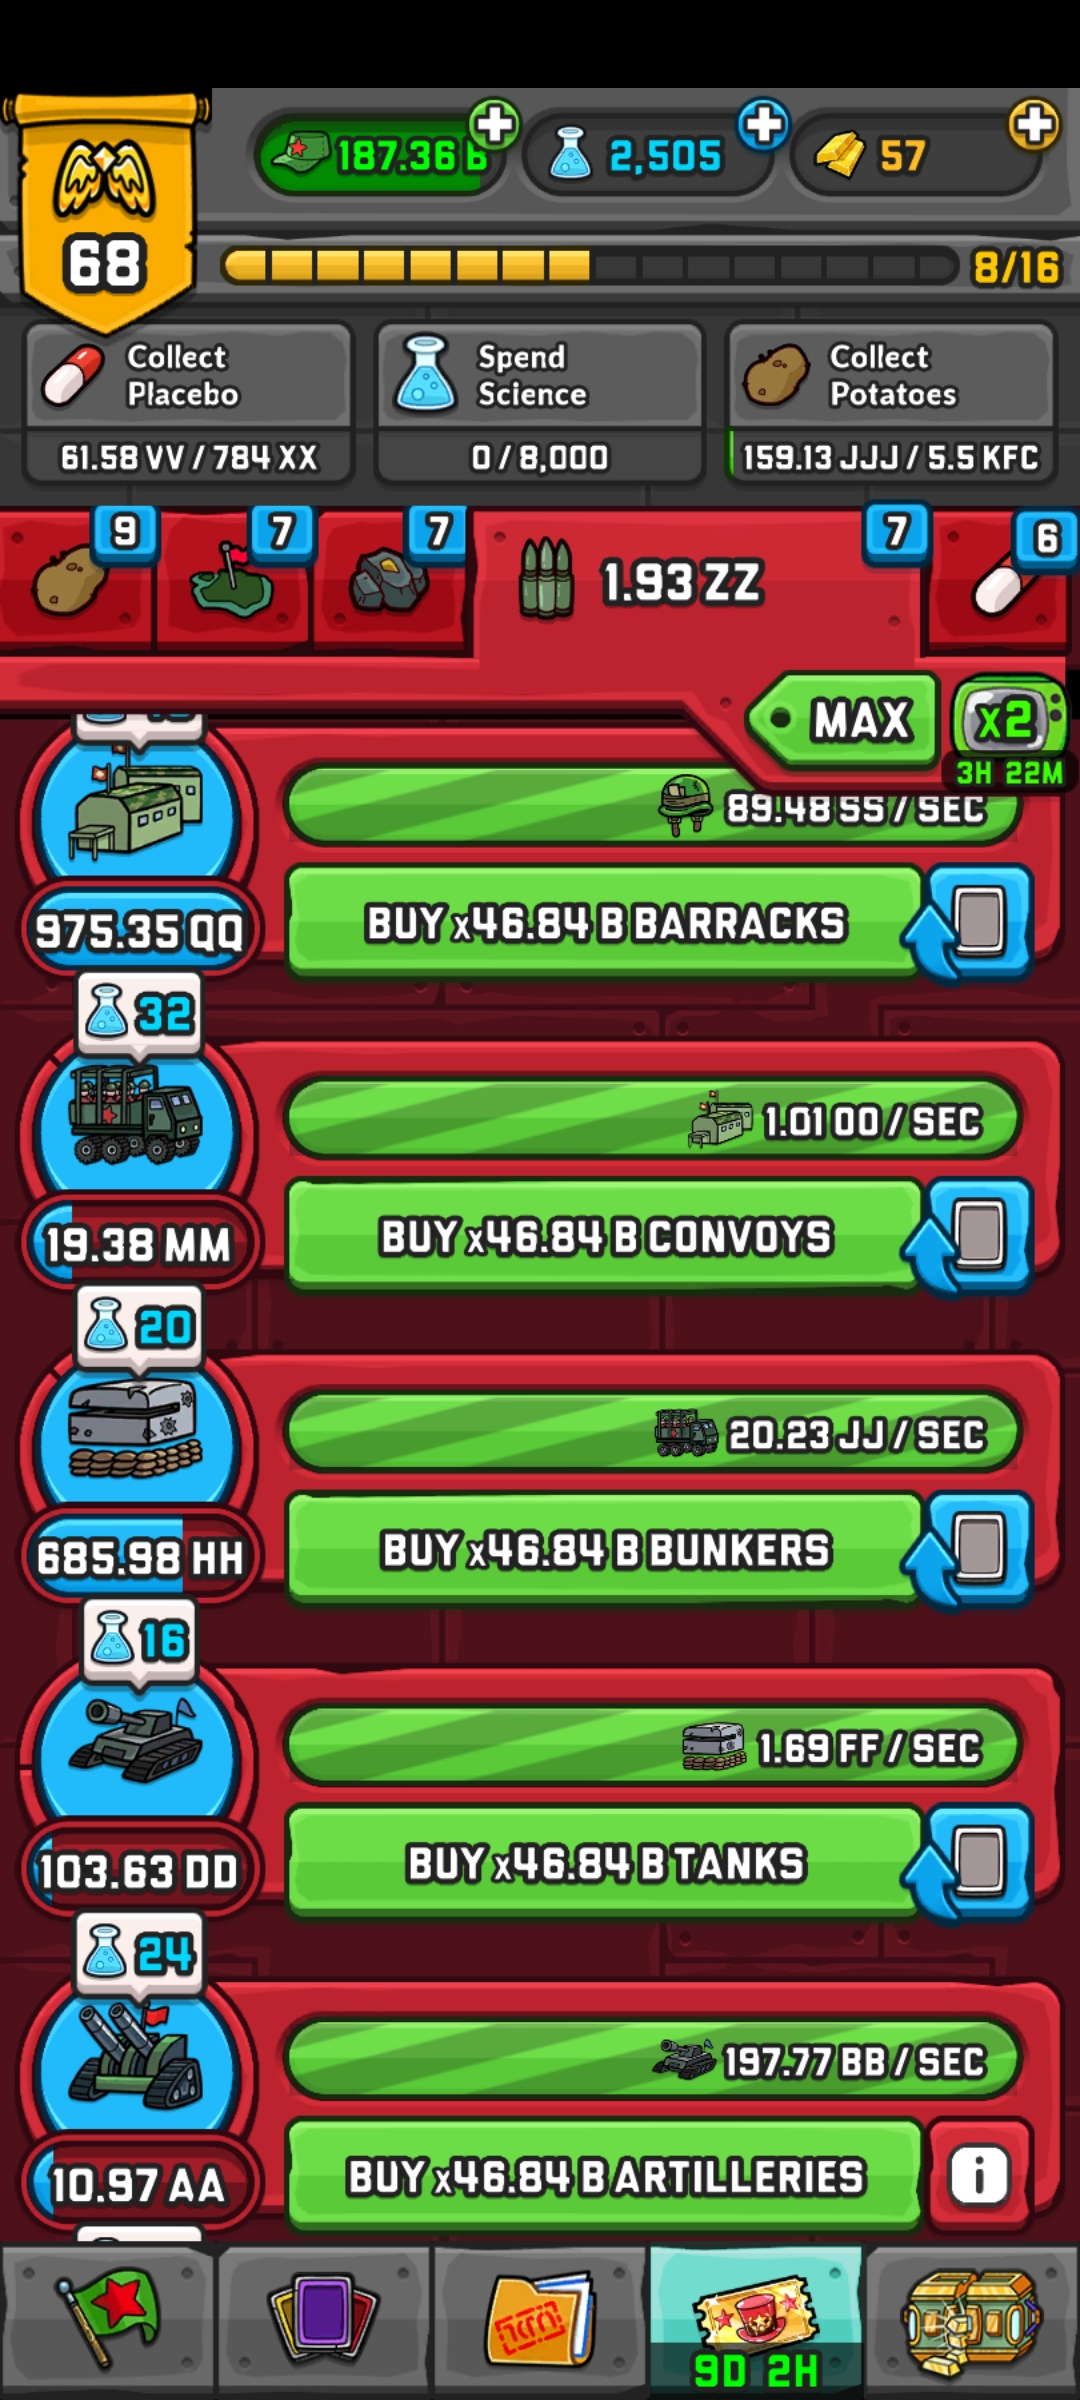 187.36 B
2,505
57
68
8/16
Collect
Placebo
61.58 VV / 784 XX
Spend
Science
0 / 8,000
Collect
Potatoes
159.13 JJJ / 5.5 KFC
9
7
7
1.93 ZZ
7
6
MAX
x2
3H 22M
89.48 SS / SEC
BUY x46.84 B BARRACKS
975.35 QQ
32
1.01 OO / SEC
BUY x46.84 B CONVOYS
19.38 MM
20
20.23 JJ / SEC
BUY x46.84 B BUNKERS
685.98 HH
16
1.69 FF / SEC
BUY x46.84 B TANKS
103.63 DD
24
197.77 BB / SEC
BUY x46.84 B ARTILLERIES
10.97 AA
i
9D 2H